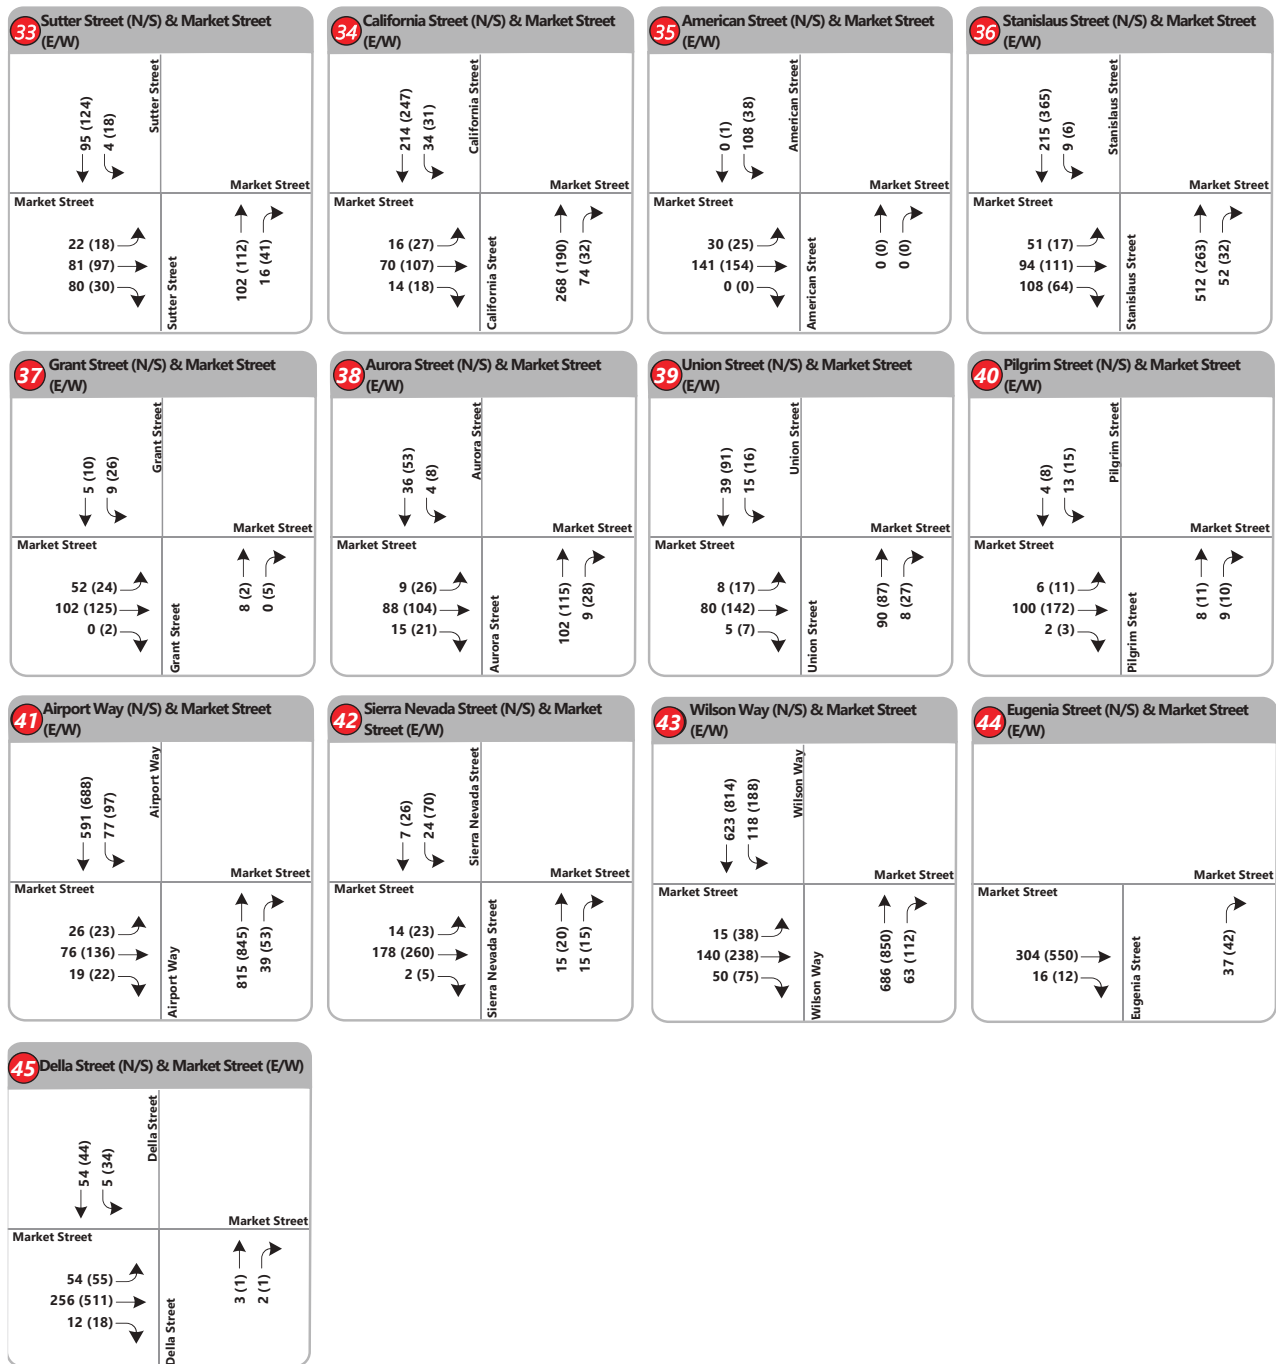 33
Sutter Street (N/S) & Market Street
(E/W)
95 (124)
4 (18)
Sutter Street
Market Street
Market Street
22 (18)
81 (97)
80 (30)
Sutter Street
102 (112)
16 (41)
34
California Street (N/S) & Market Street
(E/W)
214 (247)
34 (31)
California Street
Market Street
Market Street
16 (27)
70 (107)
14 (18)
California Street
268 (190)
74 (32)
35
American Street (N/S) & Market Street
(E/W)
0 (1)
108 (38)
American Street
Market Street
Market Street
30 (25)
141 (154)
0 (0)
American Street
0 (0)
0 (0)
36
Stanislaus Street (N/S) & Market Street
(E/W)
215 (365)
9 (6)
Stanislaus Street
Market Street
Market Street
51 (17)
94 (111)
108 (64)
Stanislaus Street
512 (263)
52 (32)
37
Grant Street (N/S) & Market Street
(E/W)
5 (10)
9 (26)
Grant Street
Market Street
Market Street
52 (24)
102 (125)
0 (2)
Grant Street
8 (2)
0 (5)
38
Aurora Street (N/S) & Market Street
(E/W)
36 (53)
4 (8)
Aurora Street
Market Street
Market Street
9 (26)
88 (104)
15 (21)
Aurora Street
102 (115)
9 (28)
39
Union Street (N/S) & Market Street
(E/W)
39 (91)
15 (16)
Union Street
Market Street
Market Street
8 (17)
80 (142)
5 (7)
Union Street
90 (87)
8 (27)
40
Pilgrim Street (N/S) & Market Street
(E/W)
4 (8)
13 (15)
Pilgrim Street
Market Street
Market Street
6 (11)
100 (172)
2 (3)
Pilgrim Street
8 (11)
9 (10)
41
Airport Way (N/S) & Market Street
(E/W)
591 (688)
77 (97)
Airport Way
Market Street
Market Street
26 (23)
76 (136)
19 (22)
Airport Way
815 (845)
39 (53)
42
Sierra Nevada Street (N/S) & Market
Street (E/W)
7 (26)
24 (70)
Sierra Nevada Street
Market Street
Market Street
14 (23)
178 (260)
2 (5)
Sierra Nevada Street
15 (20)
15 (15)
43
Wilson Way (N/S) & Market Street
(E/W)
623 (814)
118 (188)
Wilson Way
Market Street
Market Street
15 (38)
140 (238)
50 (75)
Wilson Way
686 (850)
63 (112)
44
Eugenia Street (N/S) & Market Street
(E/W)
Market Street
Market Street
304 (550)
16 (12)
Eugenia Street
37 (42)
45
Della Street (N/S) & Market Street (E/W)
54 (44)
5 (34)
Della Street
Market Street
Market Street
54 (55)
256 (511)
12 (18)
Della Street
3 (1)
2 (1)